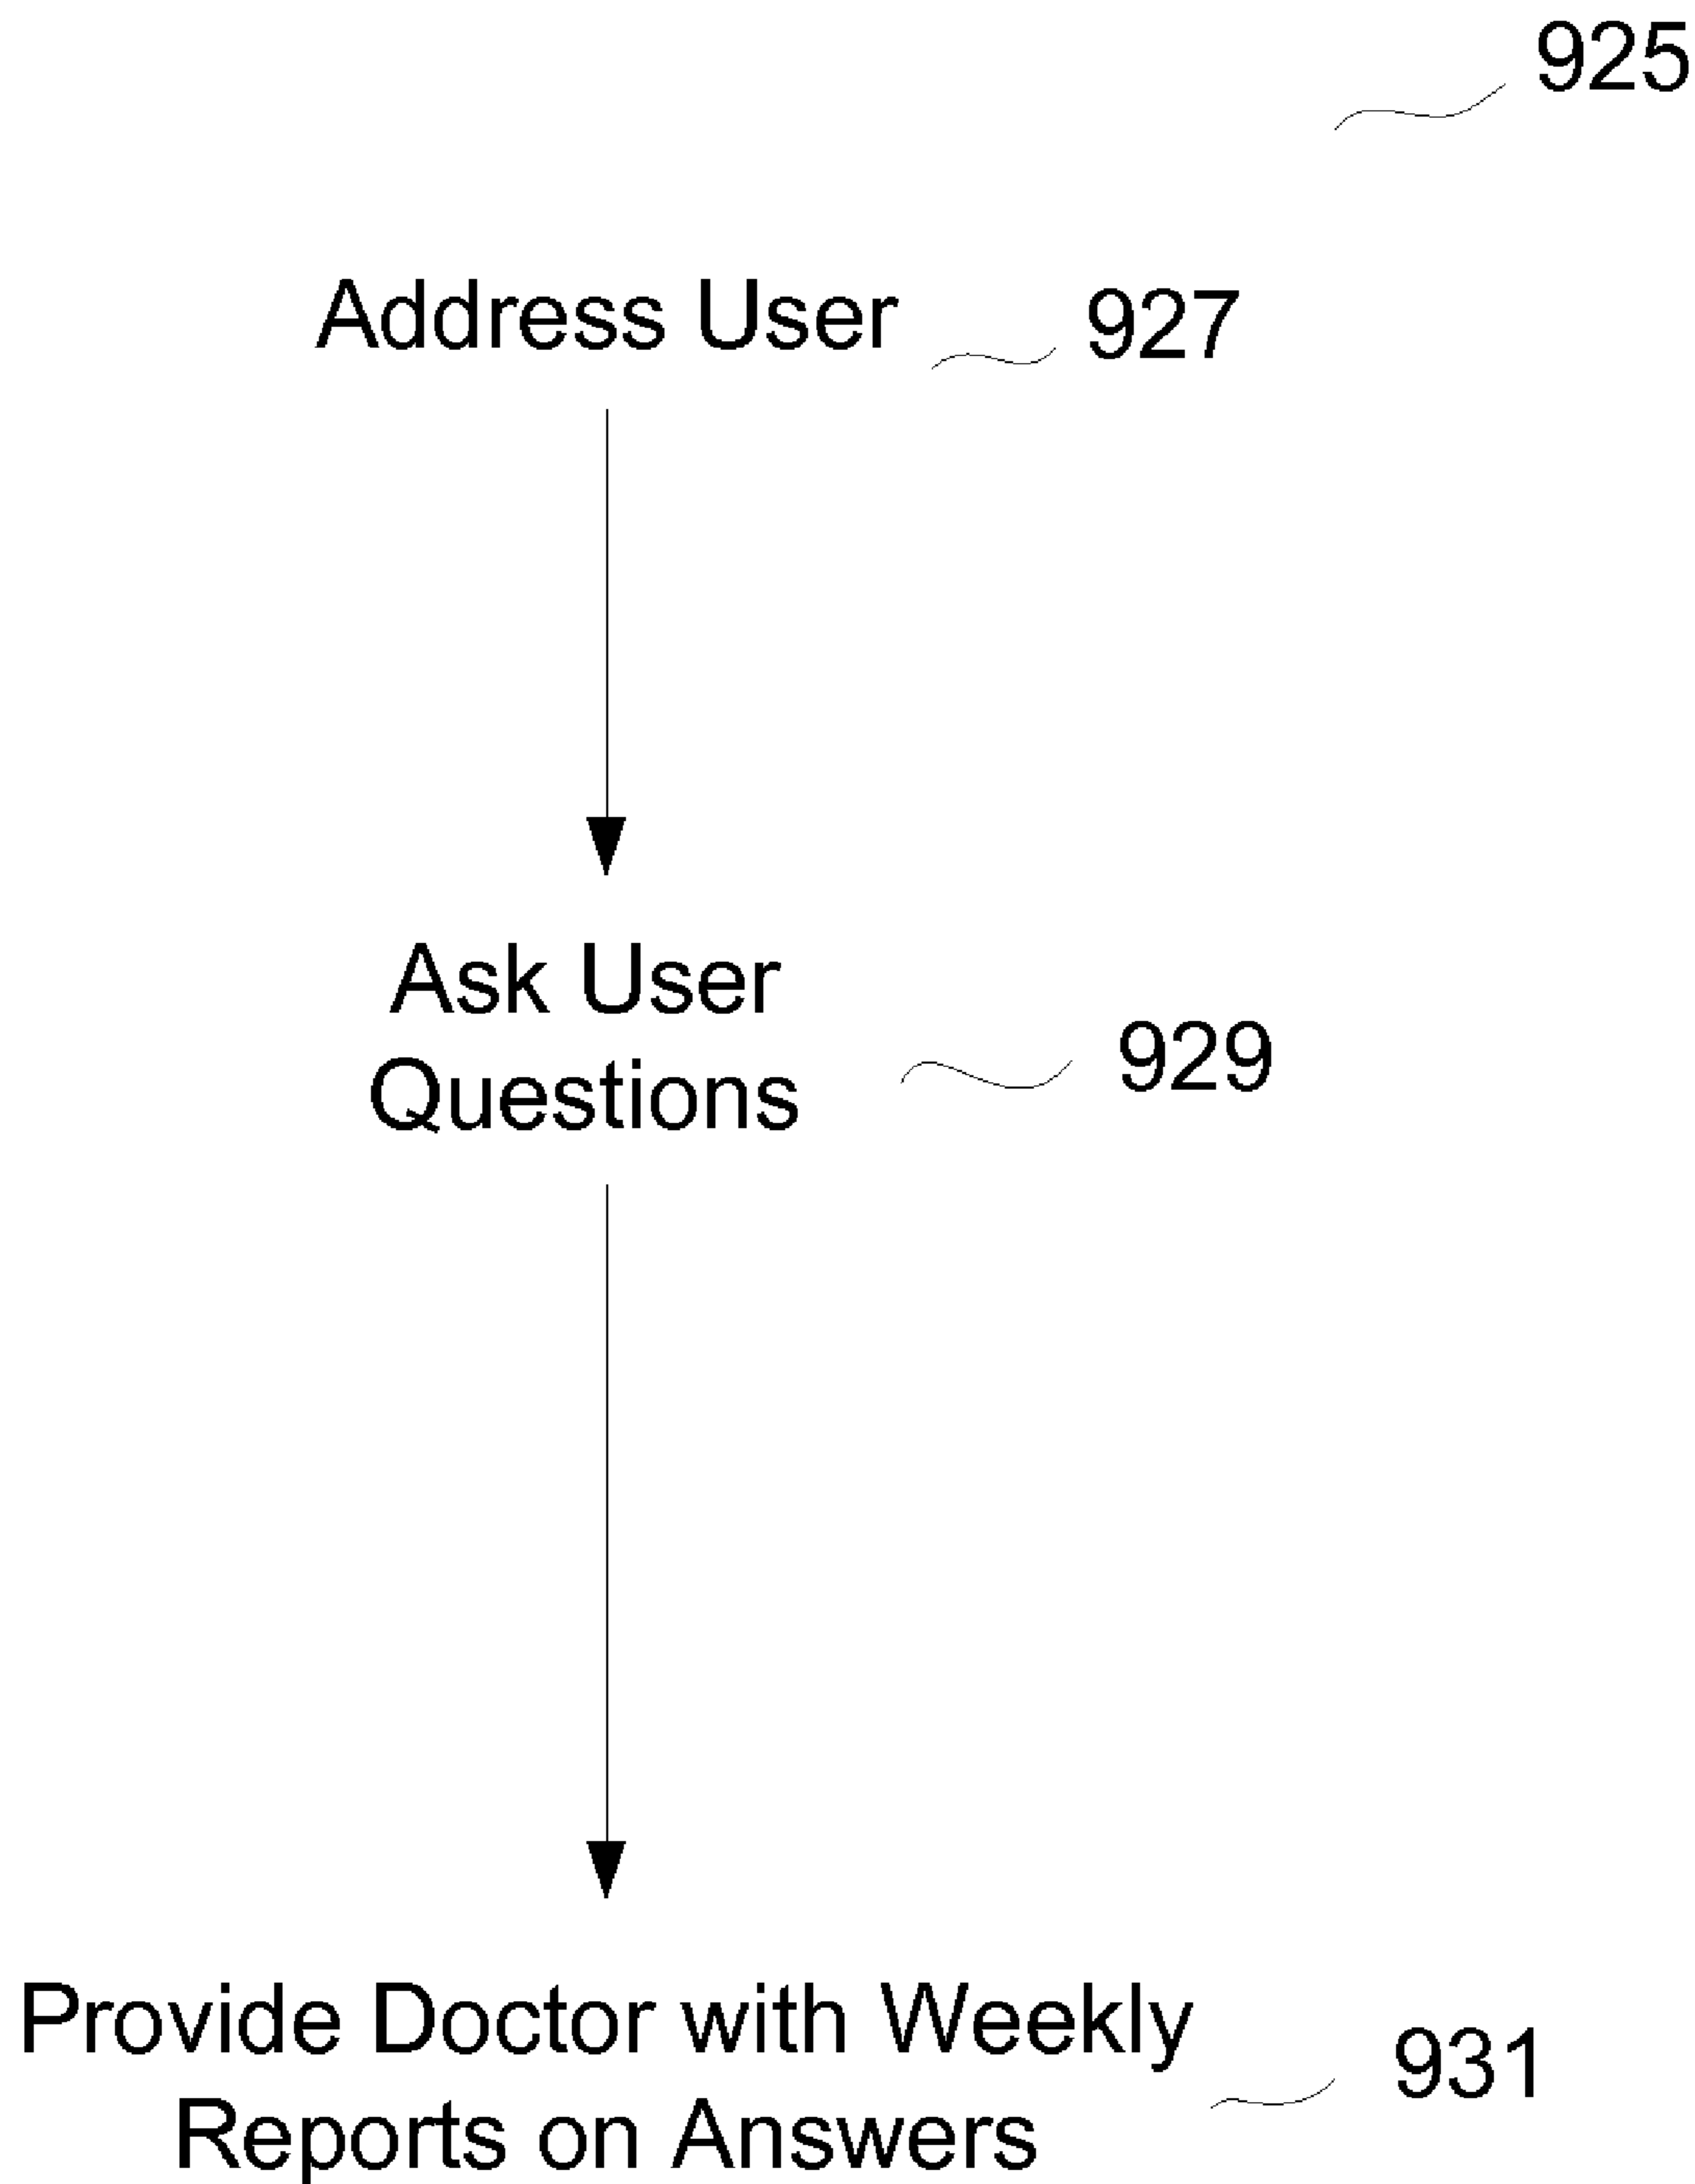 925
Address User 927
Ask User
Questions 929
Provide Doctor with Weekly
Reports on Answers 931